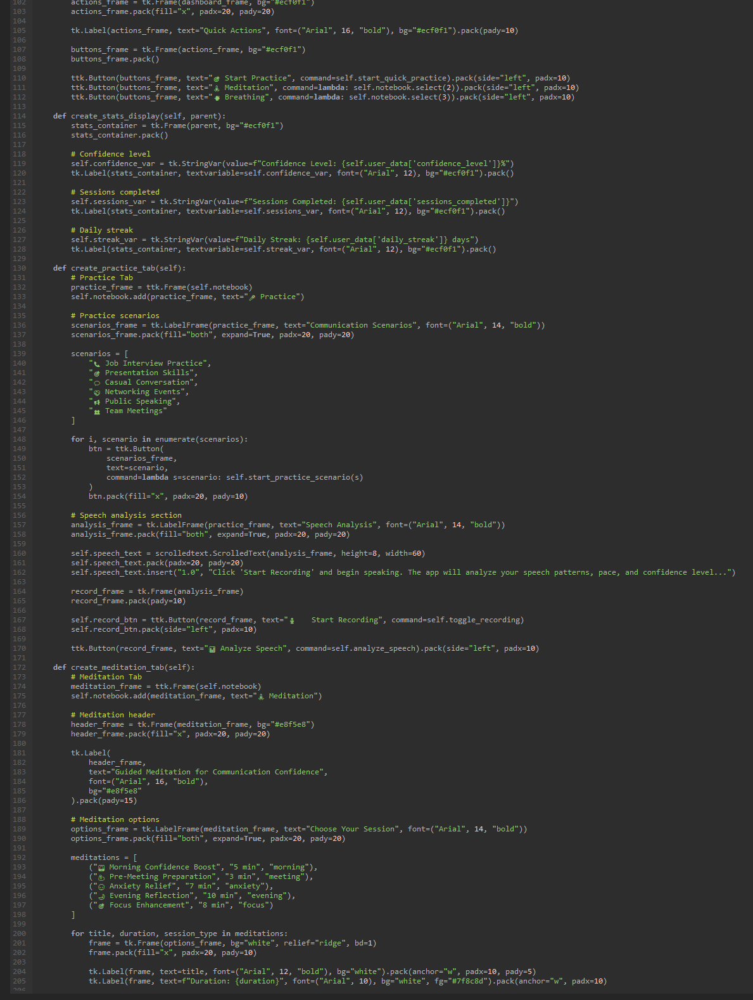 102         actions_frame = tk.Frame(dashboard_frame, bg="#ecf0f1")
103         actions_frame.pack(fill="x", padx=20, pady=20)
104
105         tk.Label(actions_frame, text="Quick Actions", font=("Arial", 16, "bold"), bg="#ecf0f1").pack(pady=10)
106
107         buttons_frame = tk.Frame(actions_frame, bg="#ecf0f1")
108         buttons_frame.pack()
109
110         ttk.Button(buttons_frame, text="🎯 Start Practice", command=self.start_quick_practice).pack(side="left", padx=10)
111         ttk.Button(buttons_frame, text="🧘 Meditation", command=lambda: self.notebook.select(2)).pack(side="left", padx=10)
112         ttk.Button(buttons_frame, text="🫁 Breathing", command=lambda: self.notebook.select(3)).pack(side="left", padx=10)
113
114     def create_stats_display(self, parent):
115         stats_container = tk.Frame(parent, bg="#ecf0f1")
116         stats_container.pack()
117
118         # Confidence level
119         self.confidence_var = tk.StringVar(value=f"Confidence Level: {self.user_data['confidence_level']}%")
120         tk.Label(stats_container, textvariable=self.confidence_var, font=("Arial", 12), bg="#ecf0f1").pack()
121
122         # Sessions completed
123         self.sessions_var = tk.StringVar(value=f"Sessions Completed: {self.user_data['sessions_completed']}")
124         tk.Label(stats_container, textvariable=self.sessions_var, font=("Arial", 12), bg="#ecf0f1").pack()
125
126         # Daily streak
127         self.streak_var = tk.StringVar(value=f"Daily Streak: {self.user_data['daily_streak']} days")
128         tk.Label(stats_container, textvariable=self.streak_var, font=("Arial", 12), bg="#ecf0f1").pack()
129
130     def create_practice_tab(self):
131         # Practice Tab
132         practice_frame = ttk.Frame(self.notebook)
133         self.notebook.add(practice_frame, text="🎤 Practice")
134
135         # Practice scenarios
136         scenarios_frame = tk.LabelFrame(practice_frame, text="Communication Scenarios", font=("Arial", 14, "bold"))
137         scenarios_frame.pack(fill="both", expand=True, padx=20, pady=20)
138
139         scenarios = [
140             "📞 Job Interview Practice",
141             "🎯 Presentation Skills",
142             "💬 Casual Conversation",
143             "🤝 Networking Events",
144             "📢 Public Speaking",
145             "👥 Team Meetings"
146         ]
147
148         for i, scenario in enumerate(scenarios):
149             btn = ttk.Button(
150                 scenarios_frame,
151                 text=scenario,
152                 command=lambda s=scenario: self.start_practice_scenario(s)
153             )
154             btn.pack(fill="x", padx=20, pady=10)
155
156         # Speech analysis section
157         analysis_frame = tk.LabelFrame(practice_frame, text="Speech Analysis", font=("Arial", 14, "bold"))
158         analysis_frame.pack(fill="both", expand=True, padx=20, pady=20)
159
160         self.speech_text = scrolledtext.ScrolledText(analysis_frame, height=8, width=60)
161         self.speech_text.pack(padx=20, pady=20)
162         self.speech_text.insert("1.0", "Click 'Start Recording' and begin speaking. The app will analyze your speech patterns, pace, and confidence level...")
163
164         record_frame = tk.Frame(analysis_frame)
165         record_frame.pack(pady=10)
166
167         self.record_btn = ttk.Button(record_frame, text="🎙    Start Recording", command=self.toggle_recording)
168         self.record_btn.pack(side="left", padx=10)
169
170         ttk.Button(record_frame, text="📊 Analyze Speech", command=self.analyze_speech).pack(side="left", padx=10)
171
172     def create_meditation_tab(self):
173         # Meditation Tab
174         meditation_frame = ttk.Frame(self.notebook)
175         self.notebook.add(meditation_frame, text="🧘 Meditation")
176
177         # Meditation header
178         header_frame = tk.Frame(meditation_frame, bg="#e8f5e8")
179         header_frame.pack(fill="x", padx=20, pady=20)
180
181         tk.Label(
182             header_frame,
183             text="Guided Meditation for Communication Confidence",
184             font=("Arial", 16, "bold"),
185             bg="#e8f5e8"
186         ).pack(pady=15)
187
188         # Meditation options
189         options_frame = tk.LabelFrame(meditation_frame, text="Choose Your Session", font=("Arial", 14, "bold"))
190         options_frame.pack(fill="both", expand=True, padx=20, pady=20)
191
192         meditations = [
193             ("🌅 Morning Confidence Boost", "5 min", "morning"),
194             ("💪 Pre-Meeting Preparation", "3 min", "meeting"),
195             ("😌 Anxiety Relief", "7 min", "anxiety"),
196             ("🌙 Evening Reflection", "10 min", "evening"),
197             ("🎯 Focus Enhancement", "8 min", "focus")
198         ]
199
200         for title, duration, session_type in meditations:
201             frame = tk.Frame(options_frame, bg="white", relief="ridge", bd=1)
202             frame.pack(fill="x", padx=20, pady=10)
203
204             tk.Label(frame, text=title, font=("Arial", 12, "bold"), bg="white").pack(anchor="w", padx=10, pady=5)
205             tk.Label(frame, text=f"Duration: {duration}", font=("Arial", 10), bg="white", fg="#7f8c8d").pack(anchor="w", padx=10)
206